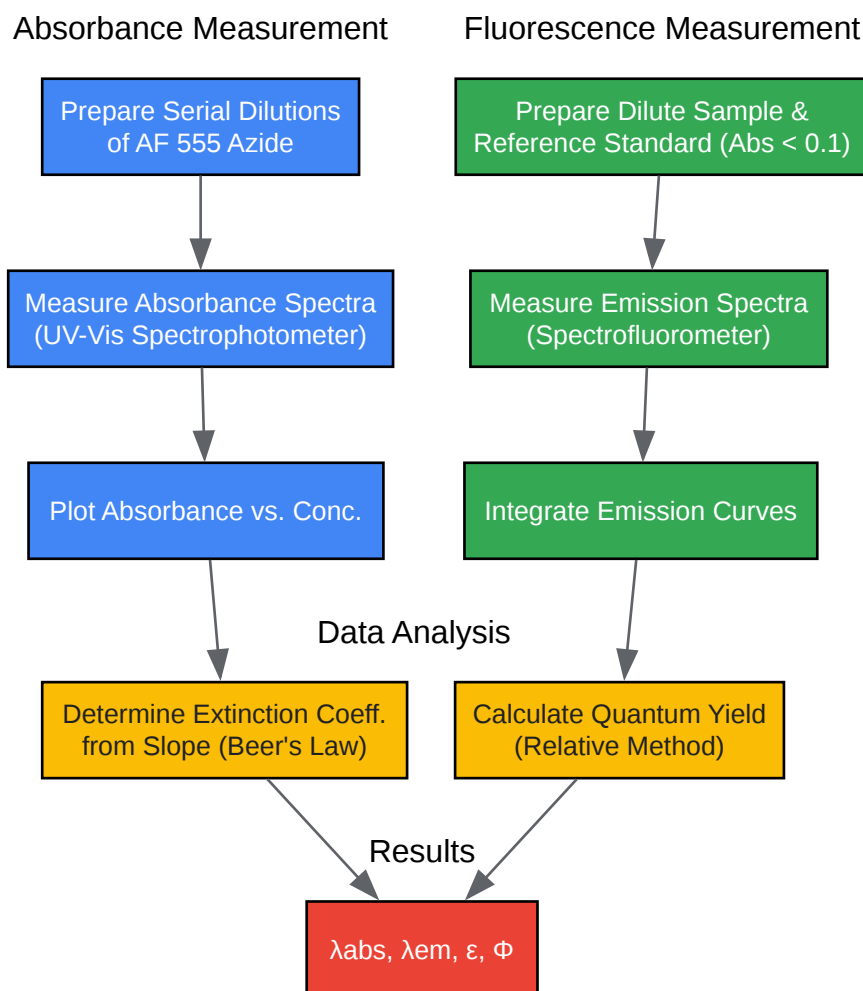 Absorbance Measurement
Fluorescence Measurement
Prepare Serial Dilutions
of AF 555 Azide
Prepare Dilute Sample &
Reference Standard (Abs < 0.1)
Measure Absorbance Spectra
(UV-Vis Spectrophotometer)
Measure Emission Spectra
(Spectrofluorometer)
Plot Absorbance vs. Conc.
Integrate Emission Curves
Data Analysis
Determine Extinction Coeff.
from Slope (Beer's Law)
Calculate Quantum Yield
(Relative Method)
Results
λabs, λem, ε, Φ